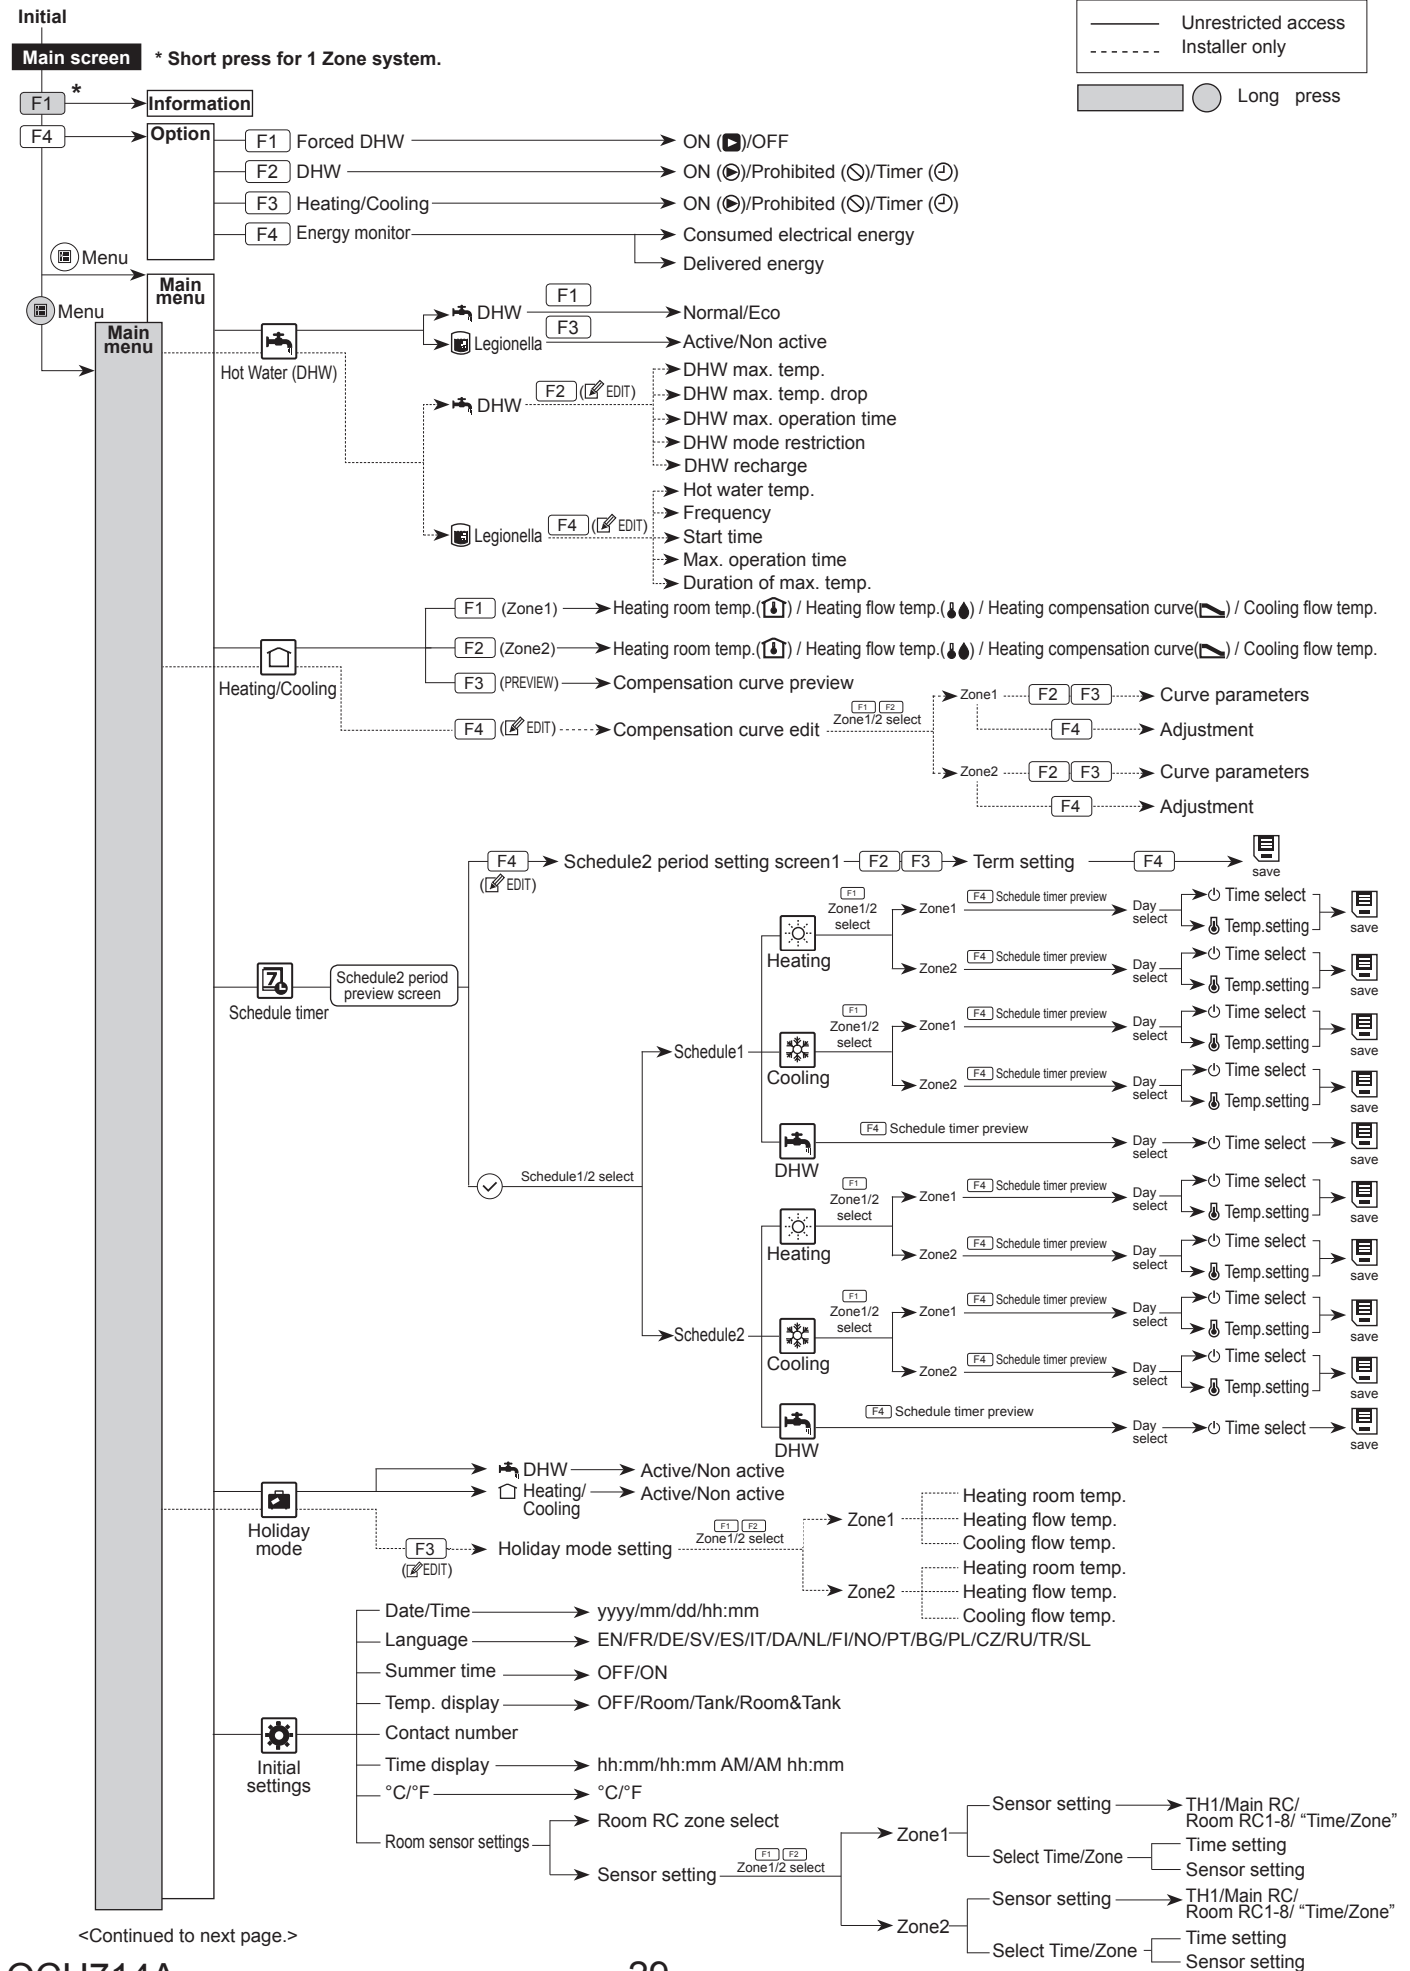 Initial
Main screen * Short press for 1 Zone system.
Unrestricted access
Installer only
Long press
F1 * Information
F4 Option
F1 Forced DHW ON ( )/OFF
F2 DHW ON ( )/Prohibited ( )/Timer ( )
F3 Heating/Cooling ON ( )/Prohibited ( )/Timer ( )
F4 Energy monitor Consumed electrical energy
Delivered energy
Menu
Main
menu
Menu
Main
menu
Hot Water (DHW)
DHW F1 Normal/Eco
Legionella F3 Active/Non active
DHW F2 ( EDIT)
DHW max. temp.
DHW max. temp. drop
DHW max. operation time
DHW mode restriction
DHW recharge
Legionella F4 ( EDIT)
Hot water temp.
Frequency
Start time
Max. operation time
Duration of max. temp.
Heating/Cooling
F1 (Zone1) Heating room temp.( ) / Heating flow temp.( ) / Heating compensation curve( ) / Cooling flow temp.
F2 (Zone2) Heating room temp.( ) / Heating flow temp.( ) / Heating compensation curve( ) / Cooling flow temp.
F3 (PREVIEW) Compensation curve preview
F4 ( EDIT) Compensation curve edit
F1 F2
Zone1/2 select
Zone1 F2 F3 Curve parameters
F4 Adjustment
Zone2 F2 F3 Curve parameters
F4 Adjustment
7
Schedule timer
Schedule2 period
preview screen
F4 Schedule2 period setting screen1 F2 F3 Term setting F4 save
( EDIT)
Schedule1/2 select
Schedule1
Heating
F1
Zone1/2
select
Zone1 F4 Schedule timer preview Day
select
Time select
Temp.setting
save
Zone2 F4 Schedule timer preview Day
select
Time select
Temp.setting
save
Cooling
F1
Zone1/2
select
Zone1 F4 Schedule timer preview Day
select
Time select
Temp.setting
save
Zone2 F4 Schedule timer preview Day
select
Time select
Temp.setting
save
DHW
F4 Schedule timer preview Day
select
Time select
save
Schedule2
Heating
F1
Zone1/2
select
Zone1 F4 Schedule timer preview Day
select
Time select
Temp.setting
save
Zone2 F4 Schedule timer preview Day
select
Time select
Temp.setting
save
Cooling
F1
Zone1/2
select
Zone1 F4 Schedule timer preview Day
select
Time select
Temp.setting
save
Zone2 F4 Schedule timer preview Day
select
Time select
Temp.setting
save
DHW
F4 Schedule timer preview Day
select
Time select
save
Holiday
mode
DHW Active/Non active
Heating/
Cooling
Active/Non active
F3
( EDIT)
Holiday mode setting
F1 F2
Zone1/2 select
Zone1
Heating room temp.
Heating flow temp.
Cooling flow temp.
Zone2
Heating room temp.
Heating flow temp.
Cooling flow temp.
Initial
settings
Date/Time yyyy/mm/dd/hh:mm
Language EN/FR/DE/SV/ES/IT/DA/NL/FI/NO/PT/BG/PL/CZ/RU/TR/SL
Summer time OFF/ON
Temp. display OFF/Room/Tank/Room&Tank
Contact number
Time display hh:mm/hh:mm AM/AM hh:mm
°C/°F °C/°F
Room sensor settings
Room RC zone select
Sensor setting
F1 F2
Zone1/2 select
Zone1
Sensor setting TH1/Main RC/
Room RC1-8/ “Time/Zone”
Select Time/Zone
Time setting
Sensor setting
Zone2
Sensor setting TH1/Main RC/
Room RC1-8/ “Time/Zone”
Select Time/Zone
Time setting
Sensor setting
<Continued to next page.>